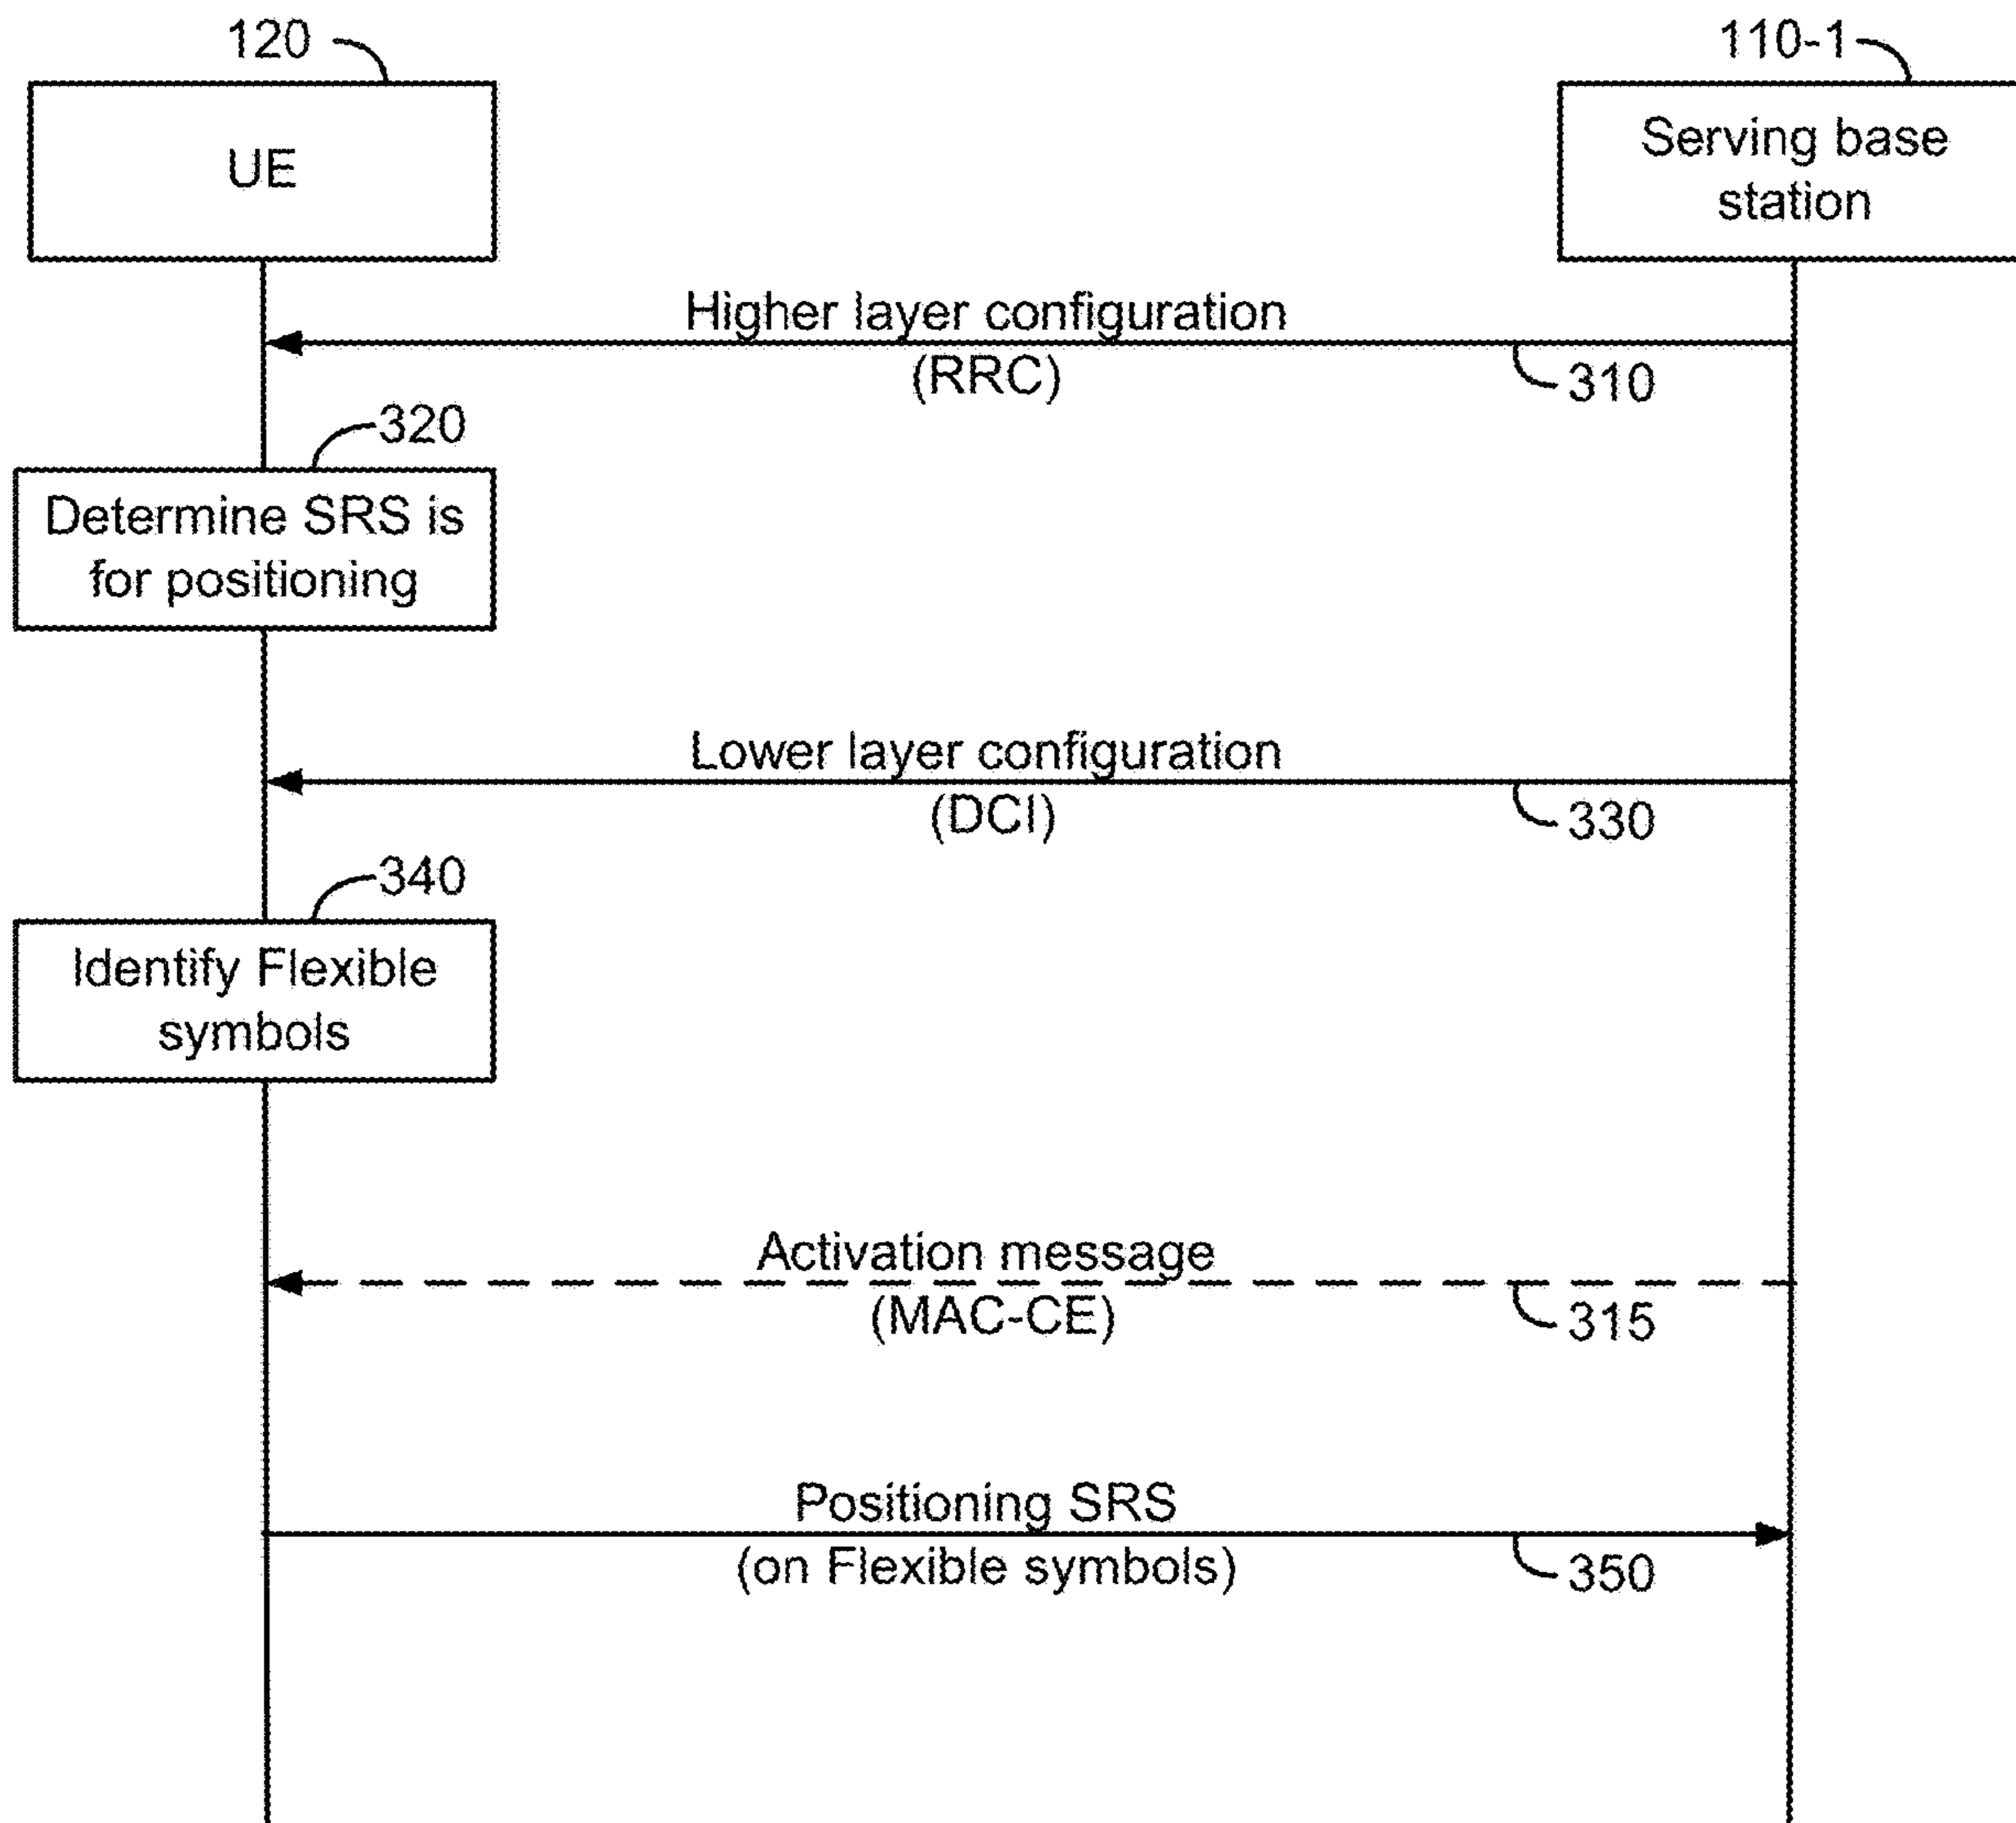 120
110-1
UE
Serving base
station
Higher layer configuration
(RRC)
310
320
Determine SRS is
for positioning
Lower layer configuration
(DCI)
330
340
Identify Flexible
symbols
Activation message
(MAC-CE)
315
Positioning SRS
(on Flexible symbols)
350